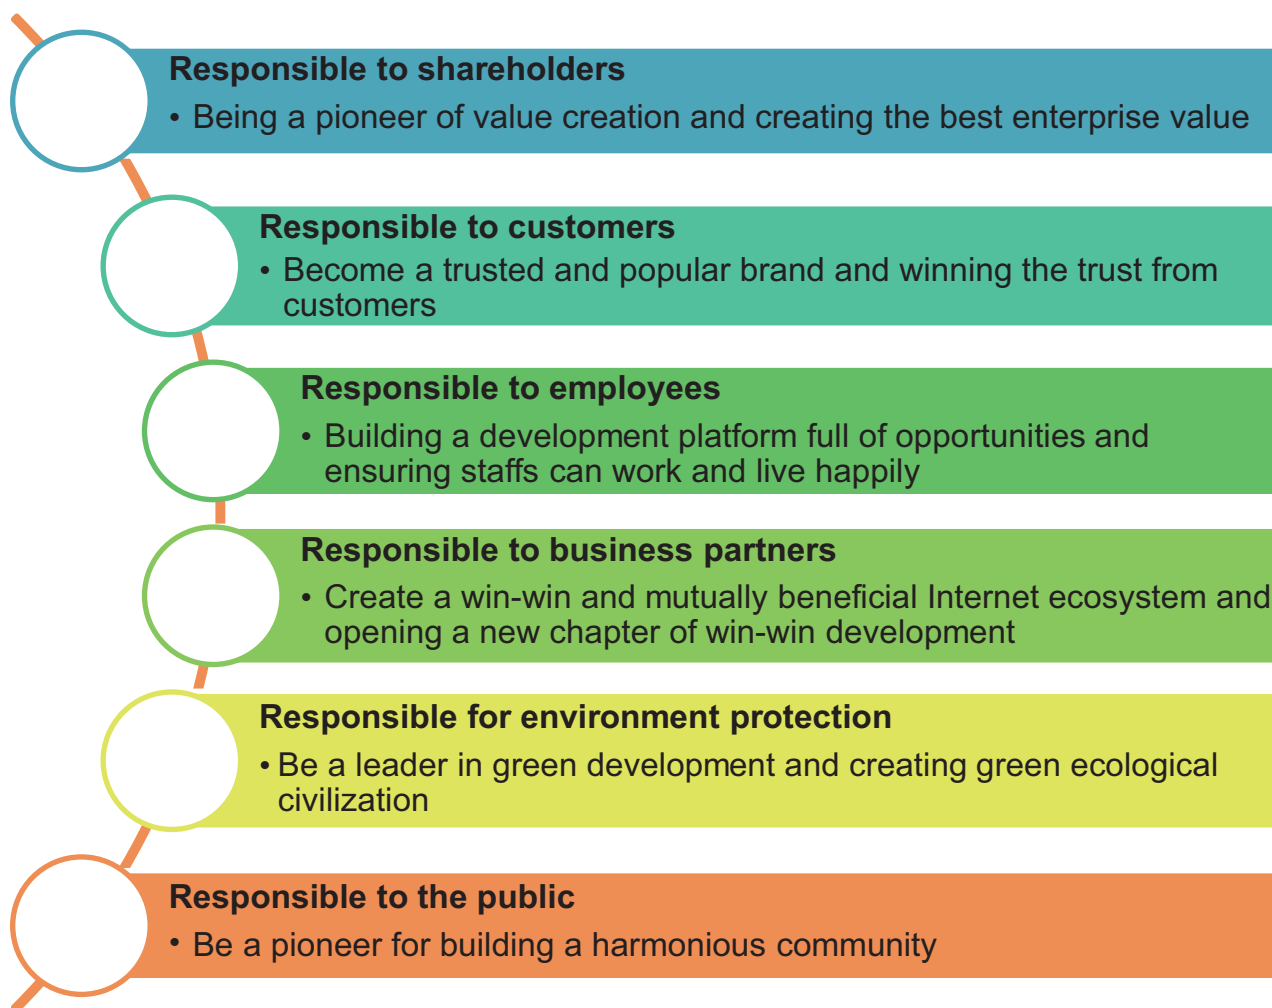 Responsible to shareholders
• Being a pioneer of value creation and creating the best enterprise value
Responsible to customers
• Become a trusted and popular brand and winning the trust from
customers
Responsible to employees
• Building a development platform full of opportunities and
ensuring staffs can work and live happily
Responsible to business partners
• Create a win-win and mutually beneficial Internet ecosystem and
opening a new chapter of win-win development
Responsible for environment protection
• Be a leader in green development and creating green ecological
civilization
Responsible to the public
• Be a pioneer for building a harmonious community